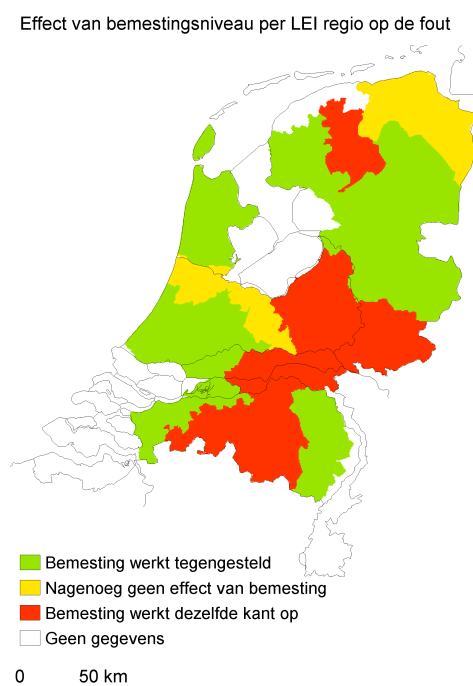 Effect van bemestingsniveau per LEI regio op de fout
Bemesting werkt tegengesteld
Nagenoeg geen effect van bemesting
Bemesting werkt dezelfde kant op
Geen gegevens
0 50 km